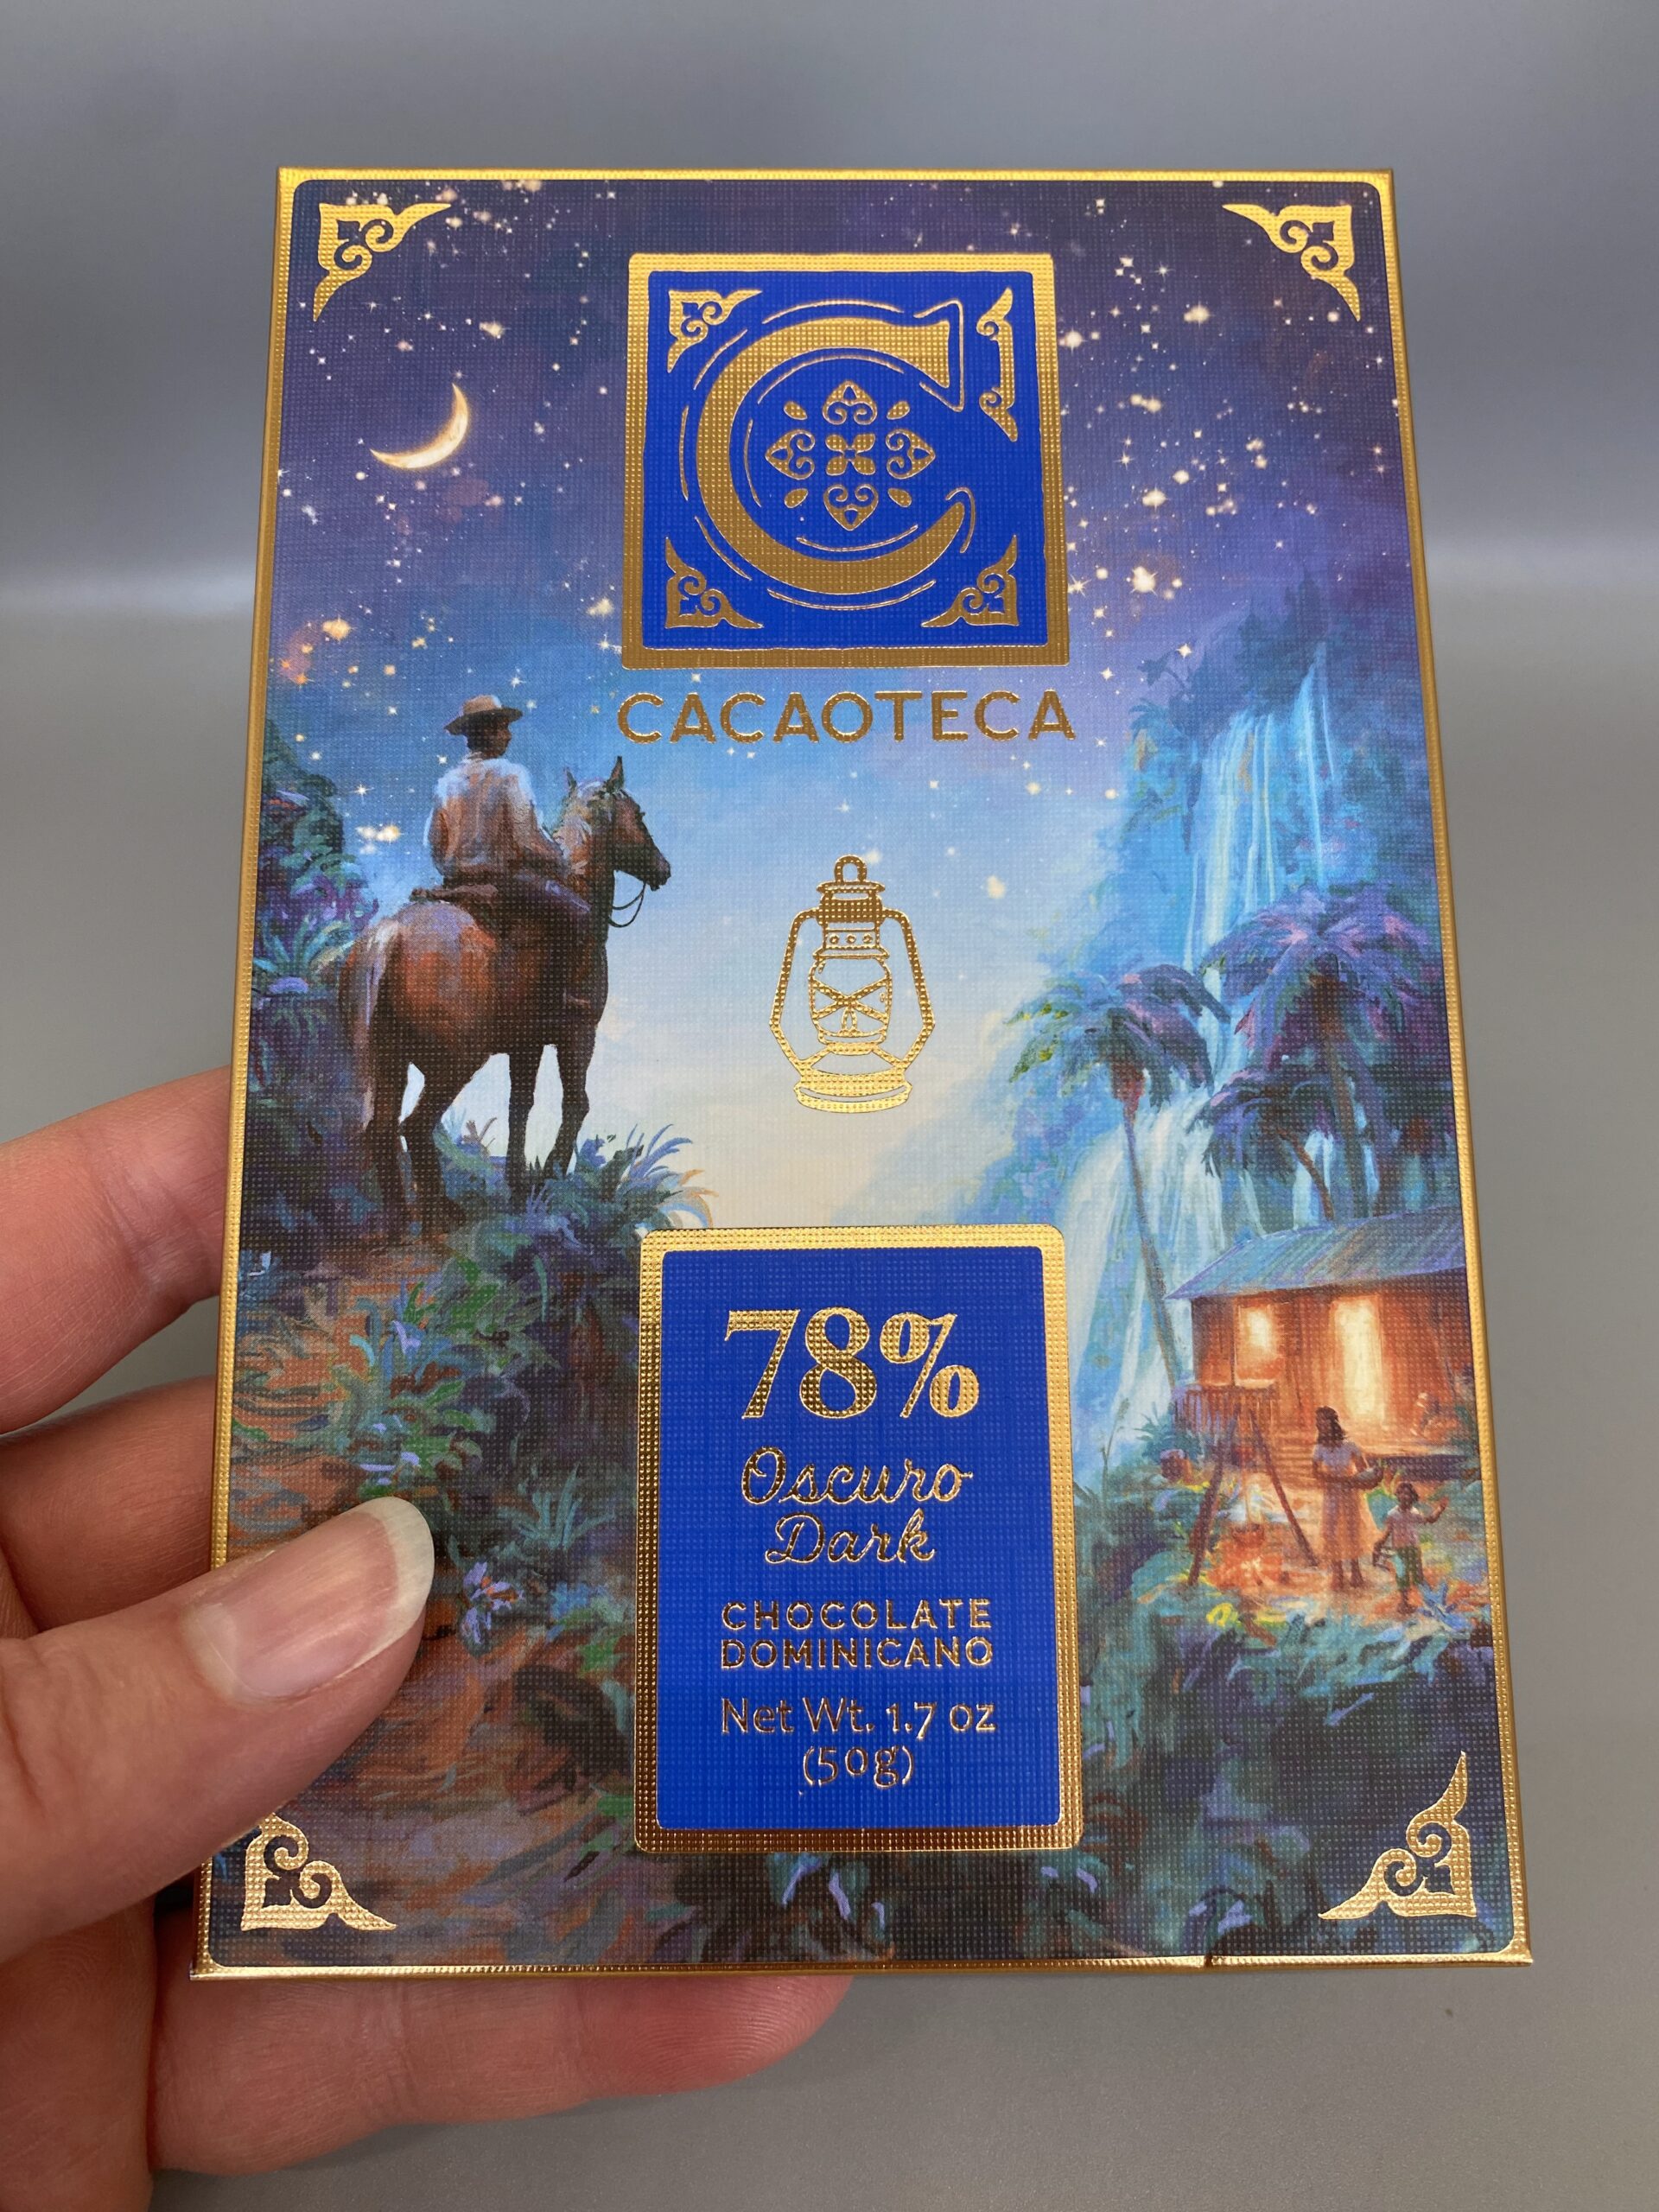 C
CACAOTECA
78%
Oscuro
Dark
CHOCOLATE
DOMINICANO
Net Wt. 1.7 oz
(50g)